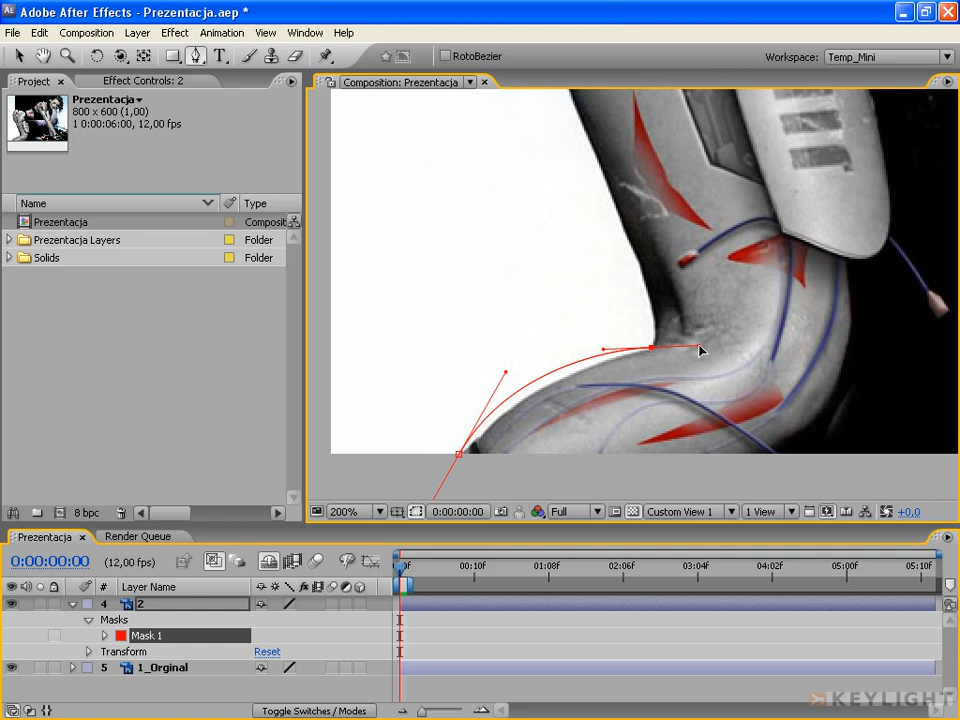 Adobe After Effects - Prezentacja.aep *
File Edit Composition Layer Effect Animation View Window Help
RotoBezier
Workspace: Temp_Mini
Project × Effect Controls: 2
Composition: Prezentacja ×
Prezentacja▼
800 x 600 (1,00)
1 0:00:06:00, 12,00 fps
Name Type
Prezentacja Composit
Prezentacja Layers Folder
Solids Folder
8 bpc
200% 0:00:00:00 Full Custom View 1 1 View +0,0
Prezentacja × Render Queue
0:00:00:00 (12,00 fps)
00:10f 01:08f 02:06f 03:04f 04:02f 05:00f 05:10f
# Layer Name
4 2
Masks
Mask 1
Transform Reset
5 1_Orginal
Toggle Switches / Modes
KEYLIGHT